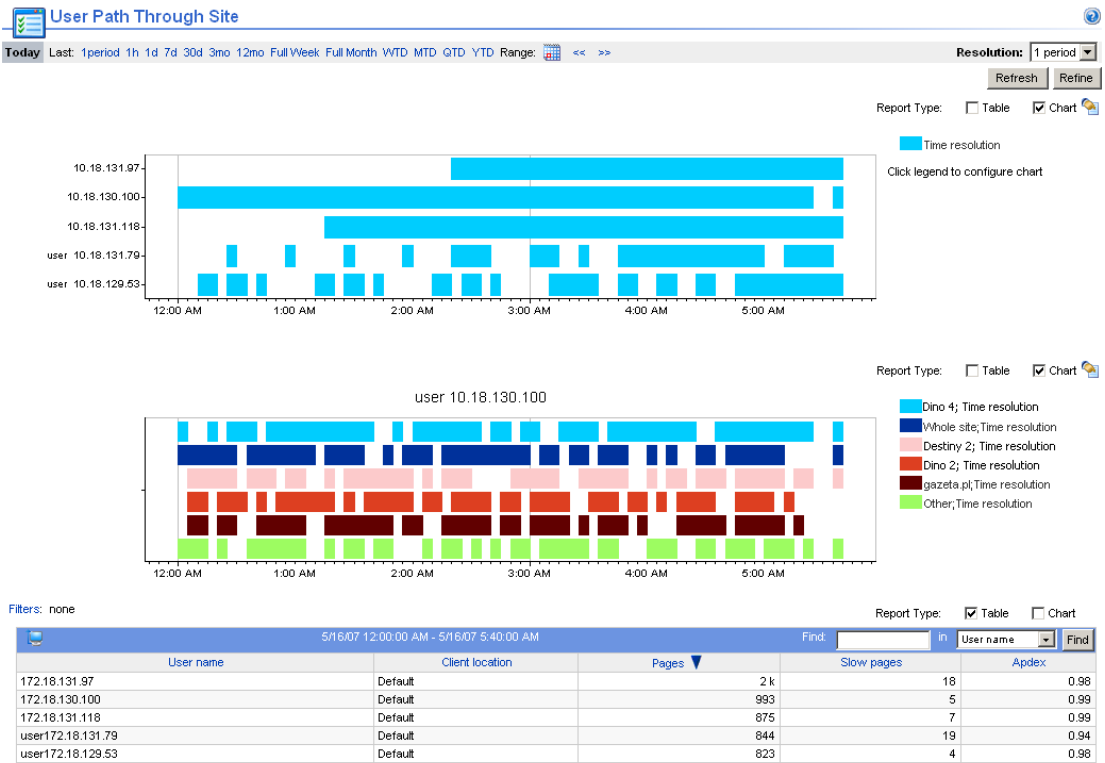 User Path Through Site
Today Last: 1period 1h 1d 7d 30d 3mo 12mo Full Week Full Month WTD MTD QTD YTD Range: << >> Resolution: 1 period
Refresh Refine
Report Type: Table Chart
Time resolution
Click legend to configure chart
10.18.131.97
10.18.130.100
10.18.131.118
user 10.18.131.79
user 10.18.129.53
12:00 AM 1:00 AM 2:00 AM 3:00 AM 4:00 AM 5:00 AM
Report Type: Table Chart
user 10.18.130.100
Dino 4; Time resolution
Whole site;Time resolution
Destiny 2; Time resolution
Dino 2; Time resolution
gazeta.pl;Time resolution
Other;Time resolution
12:00 AM 1:00 AM 2:00 AM 3:00 AM 4:00 AM 5:00 AM
Filters: none
Report Type: Table Chart
5/16/07 12:00:00 AM - 5/16/07 5:40:00 AM Find: in User name Find
User name Client location Pages Slow pages Apdex
172.18.131.97 Default 2 k 18 0.98
172.18.130.100 Default 993 5 0.99
172.18.131.118 Default 875 7 0.99
user172.18.131.79 Default 844 19 0.94
user172.18.129.53 Default 823 4 0.98